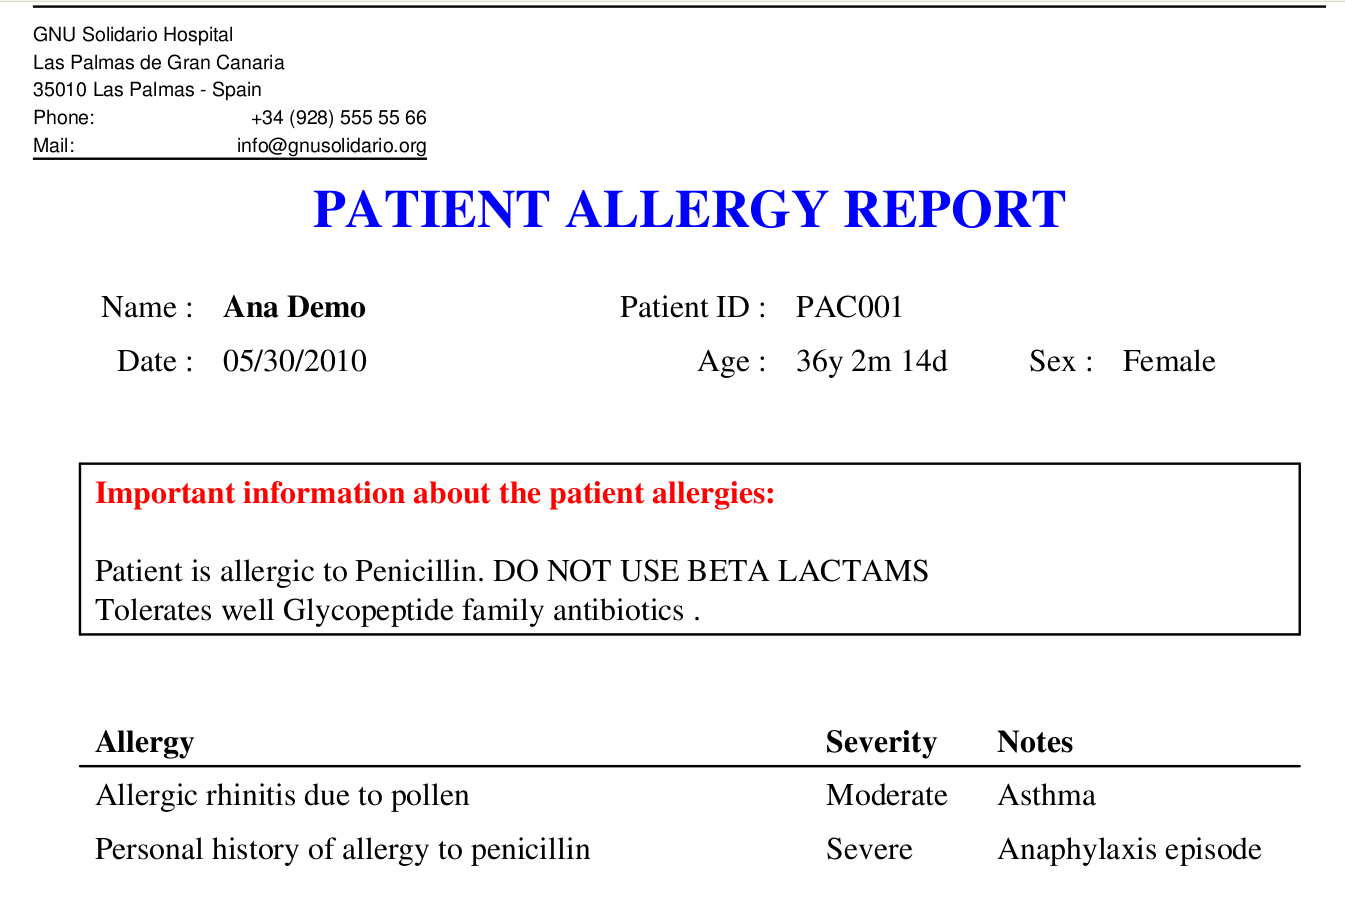 GNU Solidario Hospital
Las Palmas de Gran Canaria
35010 Las Palmas - Spain
Phone: +34 (928) 555 55 66
Mail: info@gnusolidario.org
PATIENT ALLERGY REPORT
Name : Ana Demo Patient ID : PAC001
Date : 05/30/2010 Age : 36y 2m 14d Sex : Female
Important information about the patient allergies:
Patient is allergic to Penicillin. DO NOT USE BETA LACTAMS
Tolerates well Glycopeptide family antibiotics .
Allergy Severity Notes
Allergic rhinitis due to pollen Moderate Asthma
Personal history of allergy to penicillin Severe Anaphylaxis episode